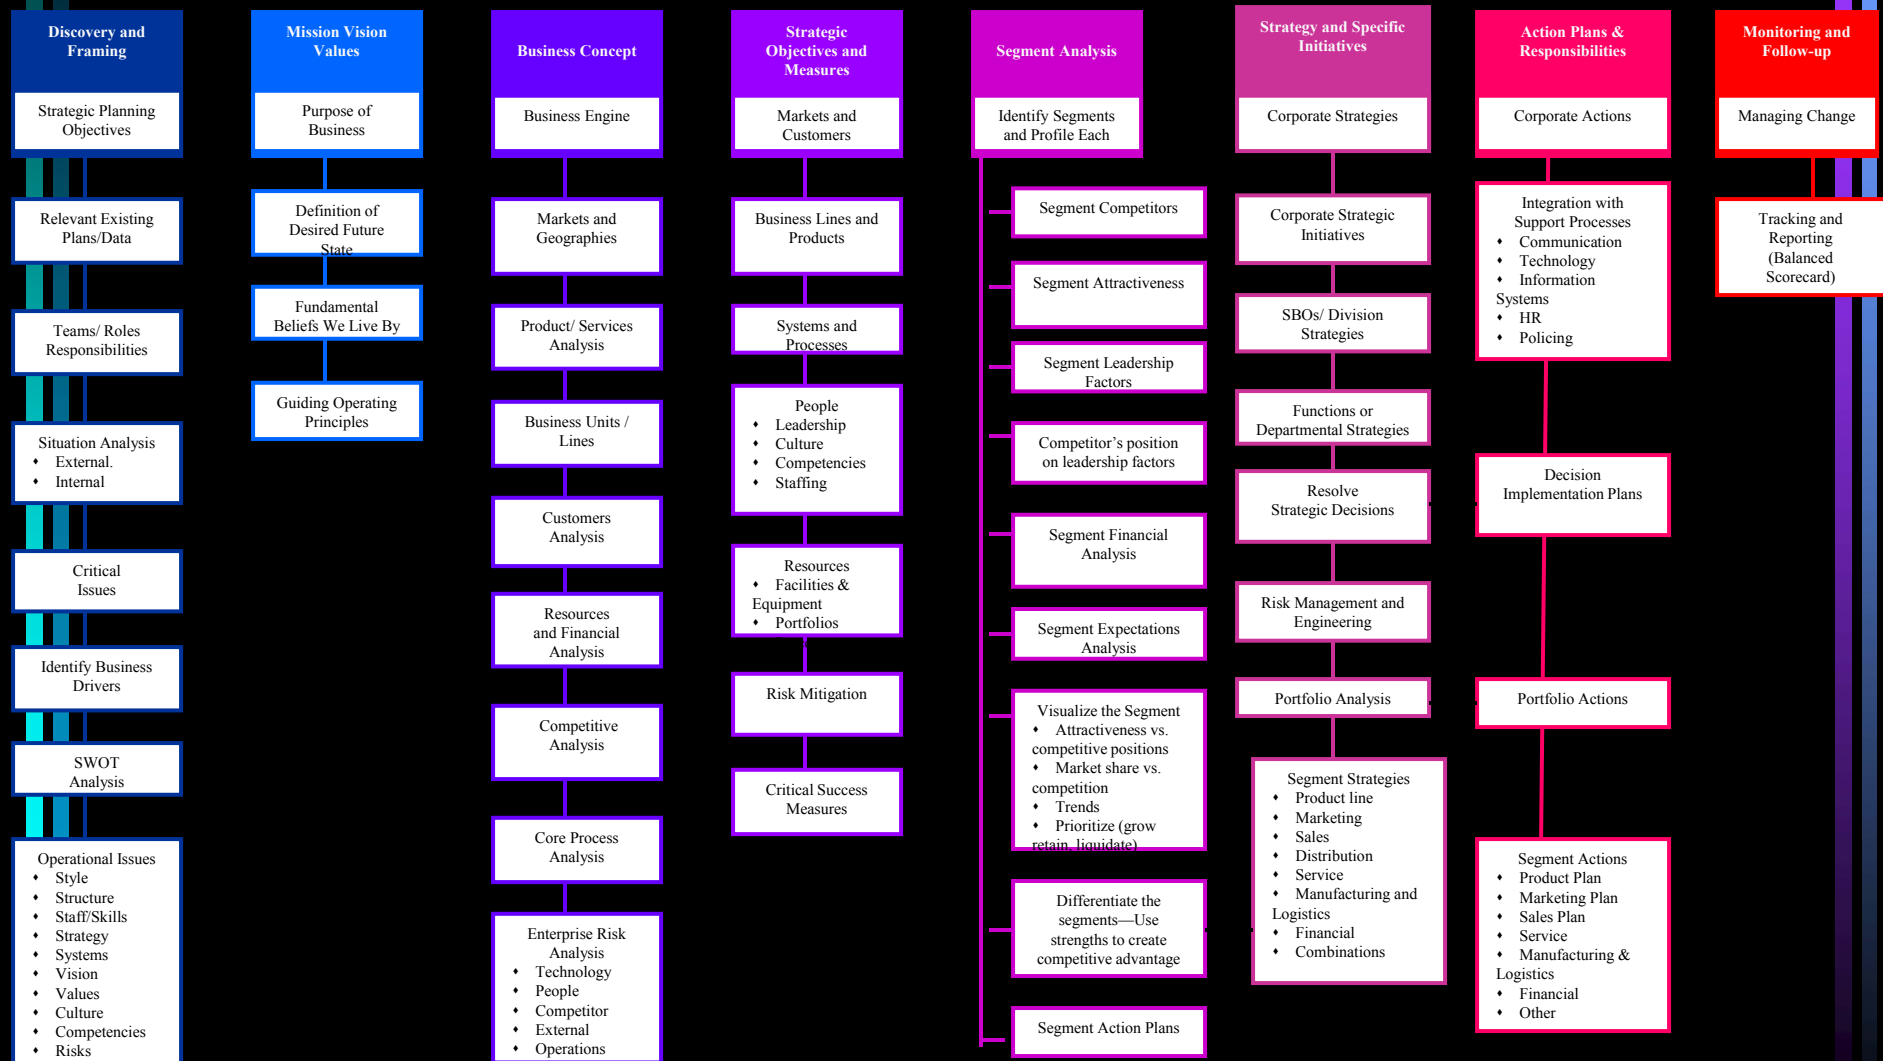 Discovery and
Framing
Strategic Planning
Objectives
Relevant Existing
Plans/Data
Teams/ Roles
Responsibilities
Situation Analysis
♦ External.
♦ Internal
Critical
Issues
Identify Business
Drivers
SWOT
Analysis
Operational Issues
♦ Style
♦ Structure
♦ Staff/Skills
♦ Strategy
♦ Systems
♦ Vision
♦ Values
♦ Culture
♦ Competencies
♦ Risks
Mission Vision
Values
Purpose of
Business
Definition of
Desired Future
State
Fundamental
Beliefs We Live By
Guiding Operating
Principles
Business Concept
Business Engine
Markets and
Geographies
Product/ Services
Analysis
Business Units /
Lines
Customers
Analysis
Resources
and Financial
Analysis
Competitive
Analysis
Core Process
Analysis
Enterprise Risk
Analysis
♦ Technology
♦ People
♦ Competitor
♦ External
♦ Operations
Strategic
Objectives and
Measures
Markets and
Customers
Business Lines and
Products
Systems and
Processes
People
♦ Leadership
♦ Culture
♦ Competencies
♦ Staffing
Resources
♦ Facilities &
Equipment
♦ Portfolios
Risk Mitigation
Critical Success
Measures
Segment Analysis
Identify Segments
and Profile Each
Segment Competitors
Segment Attractiveness
Segment Leadership
Factors
Competitor’s position
on leadership factors
Segment Financial
Analysis
Segment Expectations
Analysis
Visualize the Segment
♦ Attractiveness vs.
competitive positions
♦ Market share vs.
competition
♦ Trends
♦ Prioritize (grow
retain, liquidate)
Differentiate the
segments—Use
strengths to create
competitive advantage
Segment Action Plans
Strategy and Specific
Initiatives
Corporate Strategies
Corporate Strategic
Initiatives
SBOs/ Division
Strategies
Functions or
Departmental Strategies
Resolve
Strategic Decisions
Risk Management and
Engineering
Portfolio Analysis
Segment Strategies
♦ Product line
♦ Marketing
♦ Sales
♦ Distribution
♦ Service
♦ Manufacturing and
Logistics
♦ Financial
♦ Combinations
Action Plans &
Responsibilities
Corporate Actions
Integration with
Support Processes
♦ Communication
♦ Technology
♦ Information
Systems
♦ HR
♦ Policing
Decision
Implementation Plans
Portfolio Actions
Segment Actions
♦ Product Plan
♦ Marketing Plan
♦ Sales Plan
♦ Service
♦ Manufacturing &
Logistics
♦ Financial
♦ Other
Monitoring and
Follow-up
Managing Change
Tracking and
Reporting
(Balanced
Scorecard)